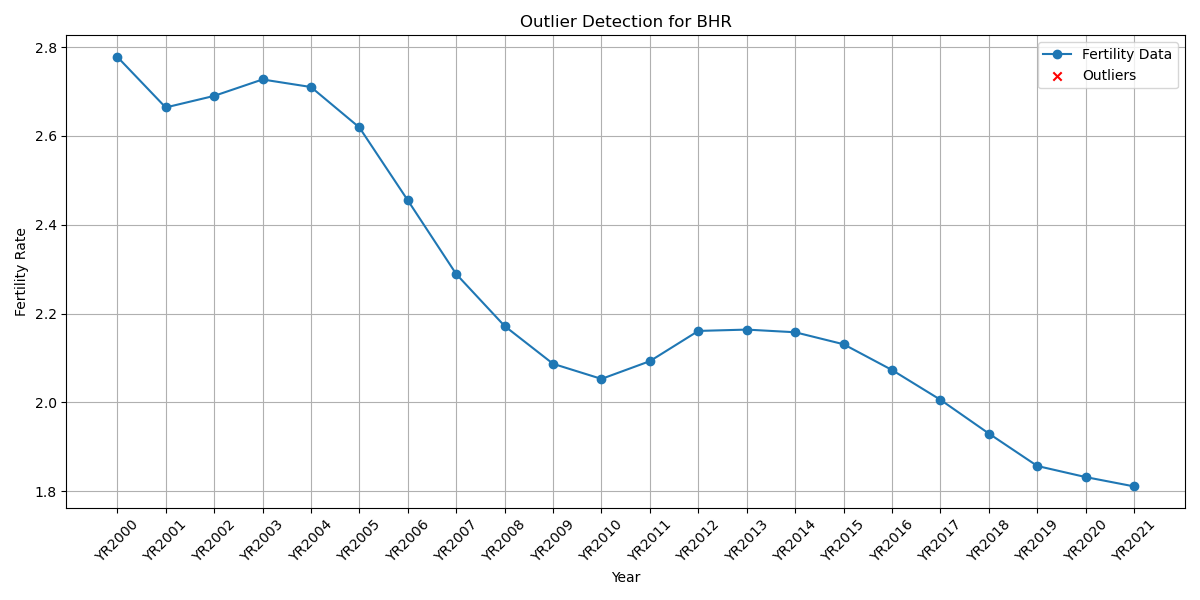 Outlier Detection for BHR
Fertility Data
Outliers
Fertility Rate
2.8
2.6
2.4
2.2
2.0
1.8
YR2000
YR2001
YR2002
YR2003
YR2004
YR2005
YR2006
YR2007
YR2008
YR2009
YR2010
YR2011
YR2012
YR2013
YR2014
YR2015
YR2016
YR2017
YR2018
YR2019
YR2020
YR2021
Year